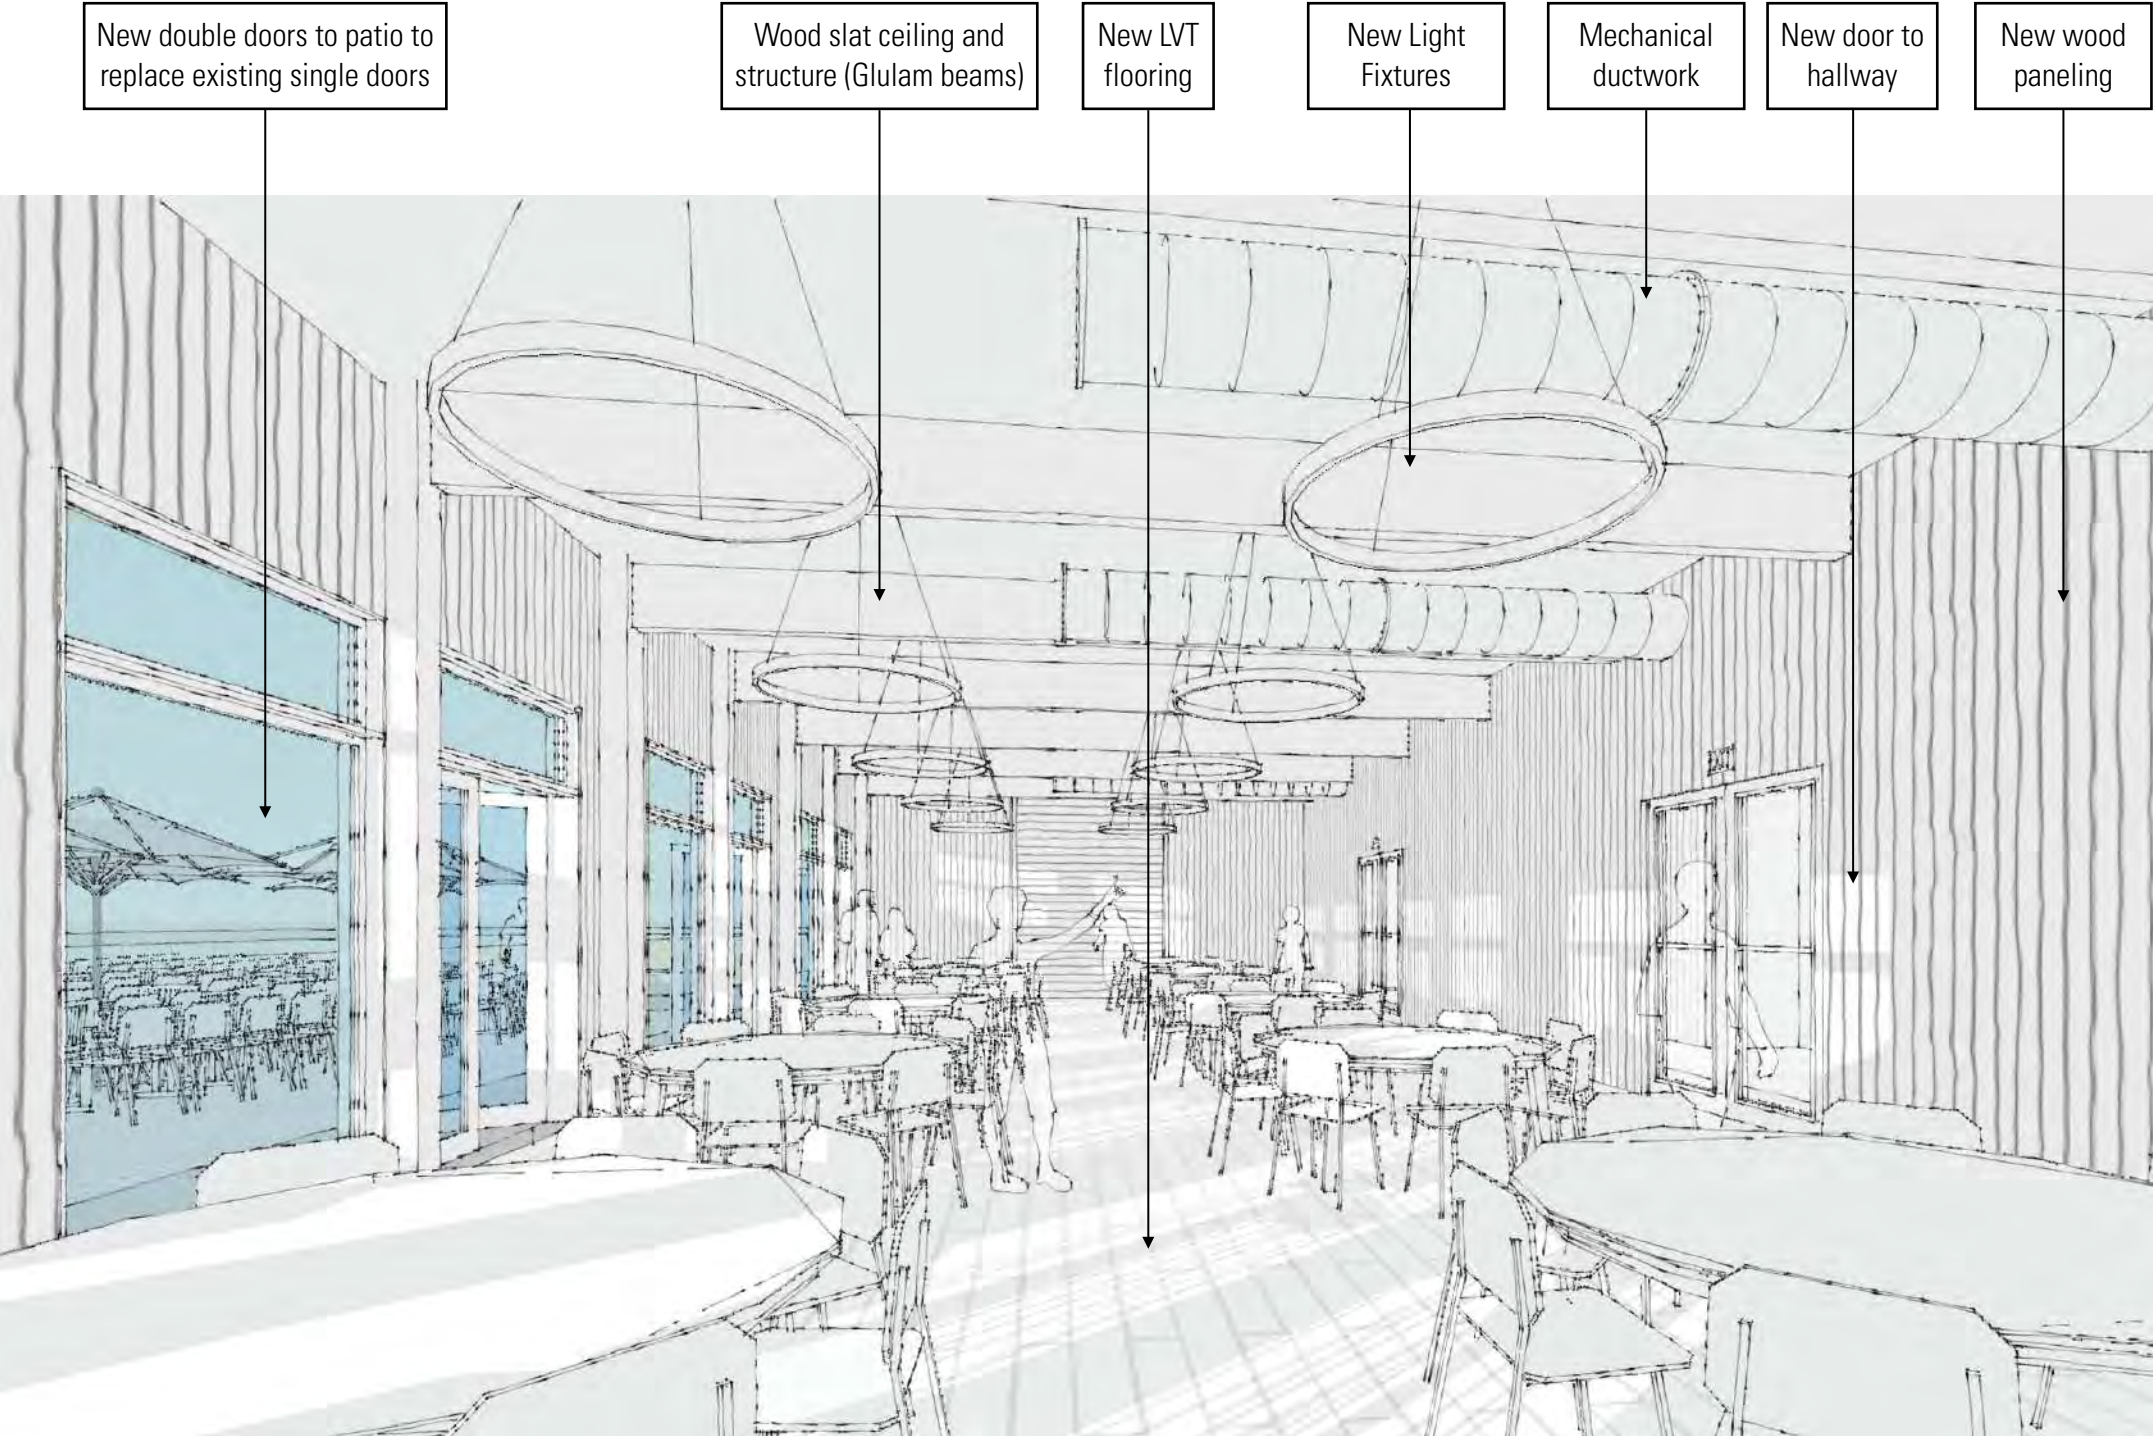 New double doors to patio to
replace existing single doors
Wood slat ceiling and
structure (Glulam beams)
New LVT
flooring
New Light
Fixtures
Mechanical
ductwork
New door to
hallway
New wood
paneling